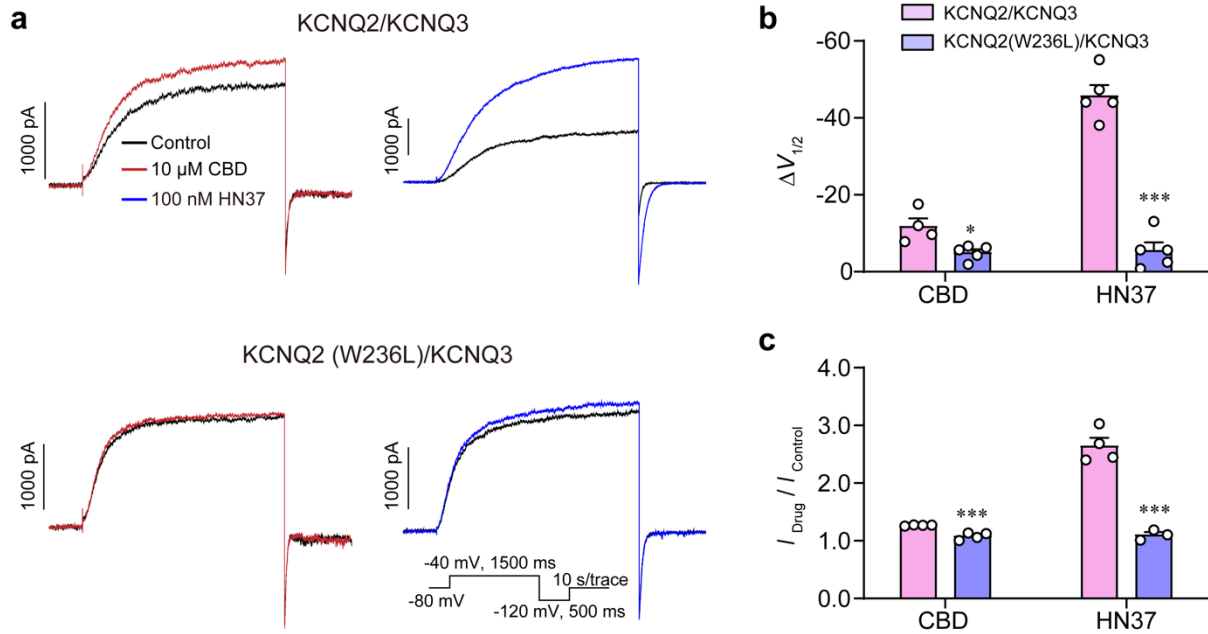 a
KCNQ2/KCNQ3
1000 pA
Control
10 μM CBD
100 nM HN37
1000 pA
KCNQ2 (W236L)/KCNQ3
1000 pA
1000 pA
-40 mV, 1500 ms
10 s/trace
-80 mV
-120 mV, 500 ms
b
KCNQ2/KCNQ3
KCNQ2(W236L)/KCNQ3
-60
-40
-20
0
ΔV1/2
*
***
CBD
HN37
c
4.0
3.0
2.0
1.0
0.0
I Drug / I Control
***
***
CBD
HN37